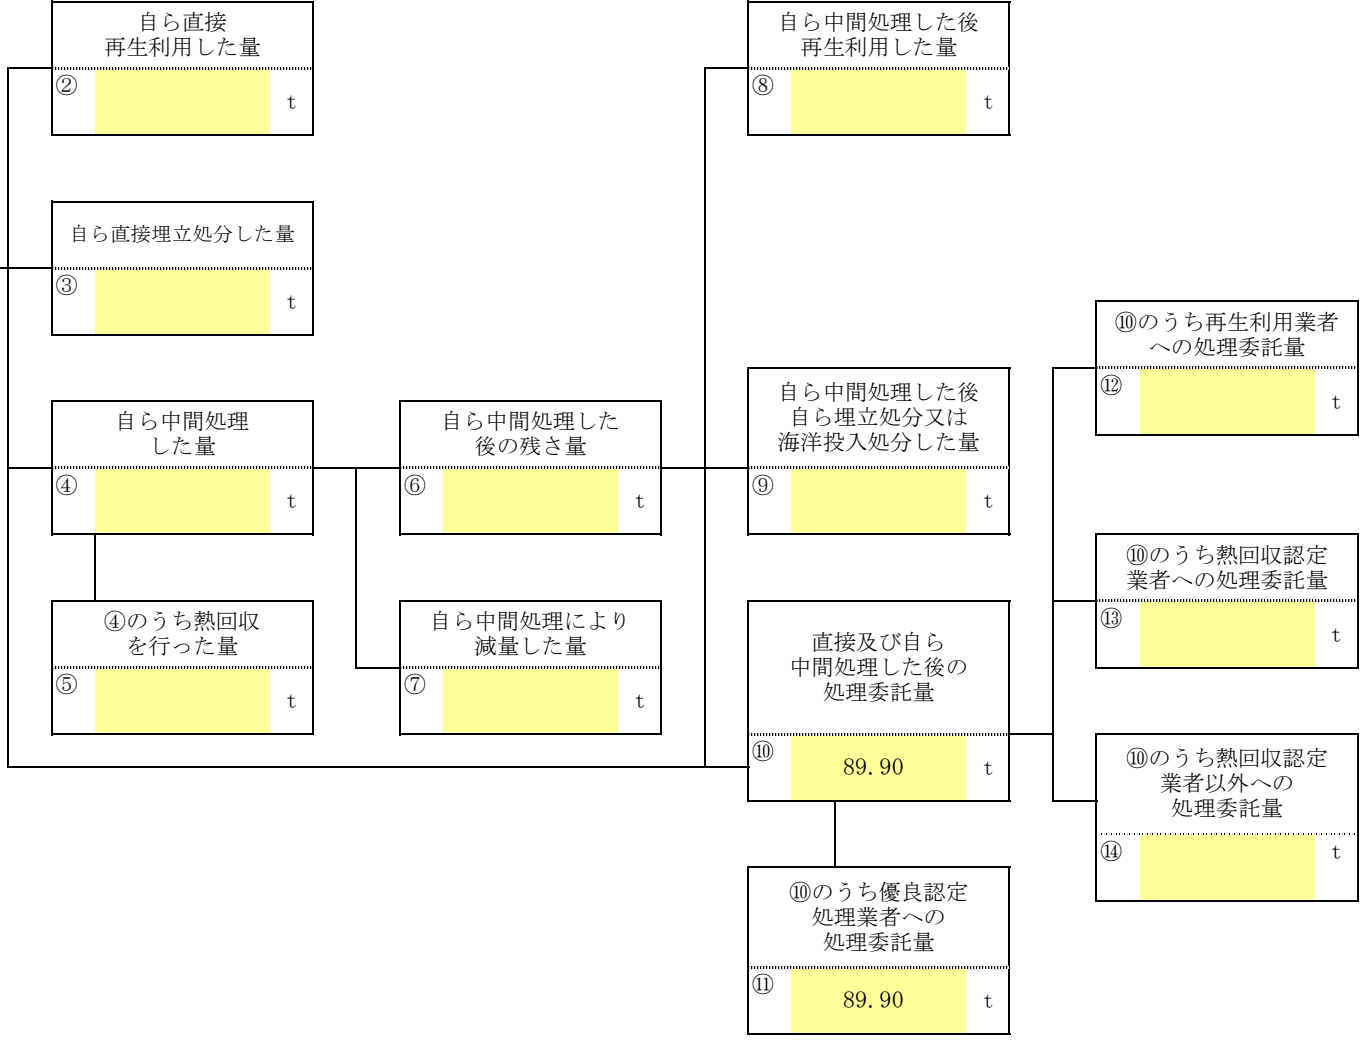 自ら直接
再生利用した量
②
t
自ら中間処理した後
再生利用した量
⑧
t
自ら直接埋立処分した量
③
t
⑩のうち再生利用業者
への処理委託量
⑫
t
自ら中間処理
した量
④
t
自ら中間処理した
後の残さ量
⑥
t
自ら中間処理した後
自ら埋立処分又は
海洋投入処分した量
⑨
t
⑩のうち熱回収認定
業者への処理委託量
⑬
t
④のうち熱回収
を行った量
⑤
t
自ら中間処理により
減量した量
⑦
t
直接及び自ら
中間処理した後の
処理委託量
⑩
89.90
t
⑩のうち熱回収認定
業者以外への
処理委託量
⑭
t
⑩のうち優良認定
処理業者への
処理委託量
⑪
89.90
t